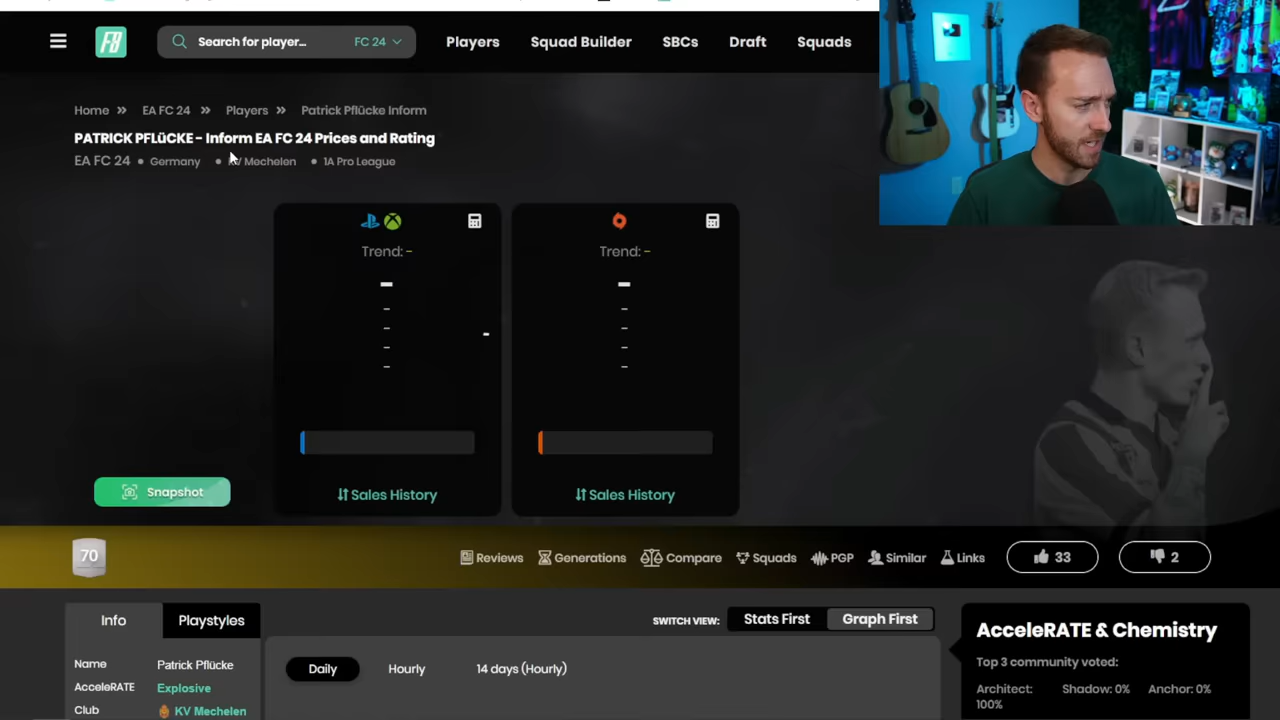 FB
Search for player...
FC 24
Players
Squad Builder
SBCs
Draft
Squads
Home » EA FC 24 » Players » Patrick Pflücke Inform
PATRICK PFLüCKE - Inform EA FC 24 Prices and Rating
EA FC 24 • Germany • KV Mechelen • 1A Pro League
Trend: -
Trend: -
Sales History
Sales History
Snapshot
70
Reviews
Generations
Compare
Squads
PGP
Similar
Links
33
2
Info
Playstyles
SWITCH VIEW:
Stats First
Graph First
Name Patrick Pflücke
AcceleRATE Explosive
Club KV Mechelen
Daily
Hourly
14 days (Hourly)
AcceleRATE & Chemistry
Top 3 community voted:
Architect: 100%
Shadow: 0%
Anchor: 0%